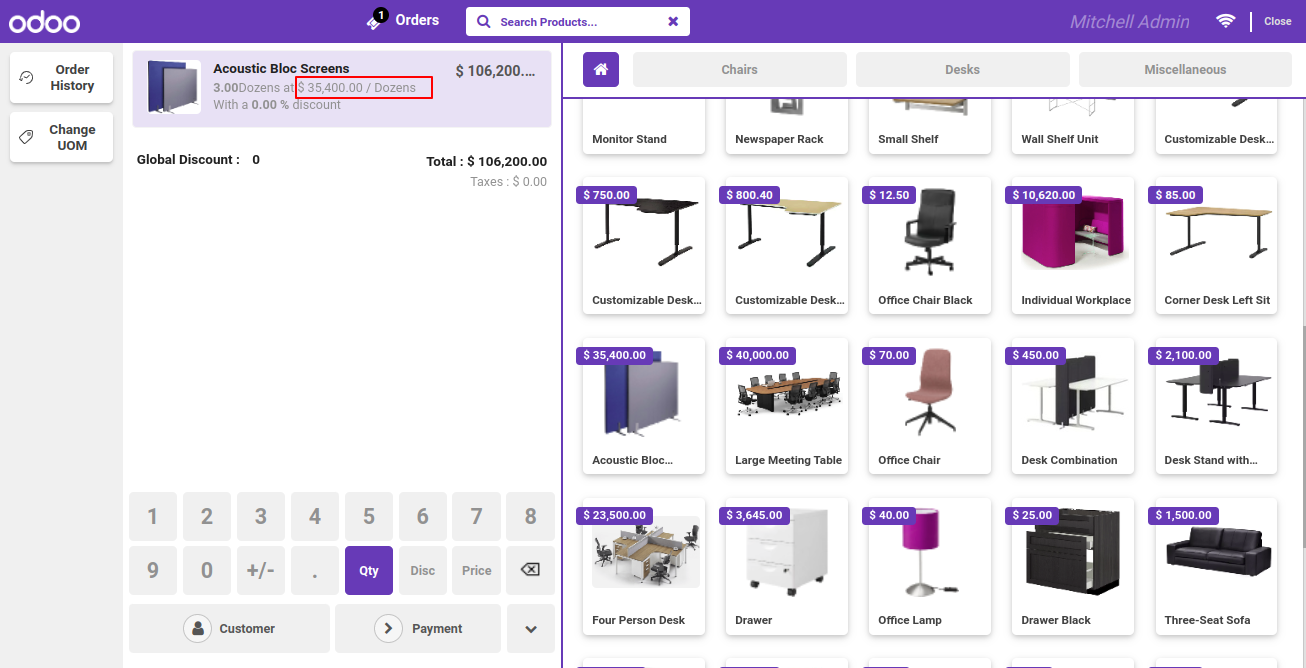 odoo
1
Orders
Search Products...
Mitchell Admin
Close
Order
History
Change
UOM
Acoustic Bloc Screens
$ 106,200....
3.00Dozens at $ 35,400.00 / Dozens
With a 0.00 % discount
Global Discount : 0
Total : $ 106,200.00
Taxes : $ 0.00
1 2 3 4 5 6 7 8
9 0 +/- . Qty Disc Price
Customer
Payment
Chairs
Desks
Miscellaneous
Monitor Stand
Newspaper Rack
Small Shelf
Wall Shelf Unit
Customizable Desk...
$ 750.00
Customizable Desk...
$ 800.40
Customizable Desk...
$ 12.50
Office Chair Black
$ 10,620.00
Individual Workplace
$ 85.00
Corner Desk Left Sit
$ 35,400.00
Acoustic Bloc...
$ 40,000.00
Large Meeting Table
$ 70.00
Office Chair
$ 450.00
Desk Combination
$ 2,100.00
Desk Stand with...
$ 23,500.00
Four Person Desk
$ 3,645.00
Drawer
$ 40.00
Office Lamp
$ 25.00
Drawer Black
$ 1,500.00
Three-Seat Sofa